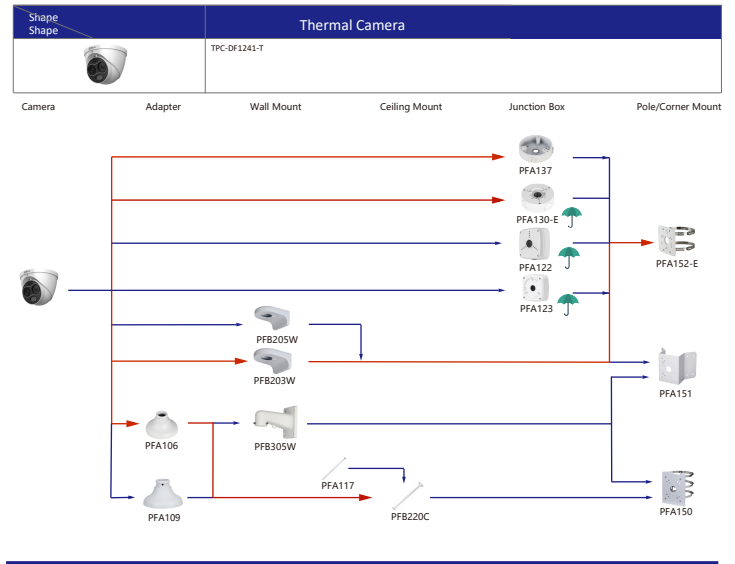 Shape
Shape
Thermal Camera
TPC-DF1241-T
Camera
Adapter
Wall Mount
Ceiling Mount
Junction Box
Pole/Corner Mount
PFA137
PFA130-E
PFA122
PFA152-E
PFA123
PFB205W
PFB203W
PFA151
PFA106
PFB305W
PFA117
PFA109
PFB220C
PFA150